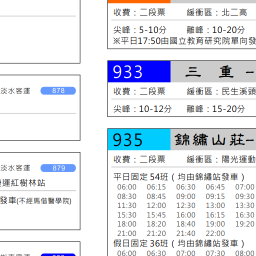 淡水客運 878
淡水客運 879
捷運紅樹林站
發車(不經馬偕醫學院)
收費：二段票 緩衝區：北二高
尖峰：5-10分 離峰：10-20分
※平日17:50由國立教育研究院單向發
933 三 重 -
收費：二段票 緩衝區：民生溪頭
尖峰：10-12分 離峰：15-20分
935 錦繡山莊-
收費：二段票 緩衝區：陽光運動
平日固定54班（均由錦繡站發車）
06:00 06:15 06:30 06:45 07:00
08:30 08:45 09:00 09:15 09:30
11:30 12:00 12:30 13:00 13:30
15:30 15:45 16:00 16:15 16:30
18:00 18:20 18:40 19:00 19:20
21:00 21:20 21:40 22:00
假日固定36班（均由錦繡站發車）
06:00 06:30 07:00 07:30 08:00